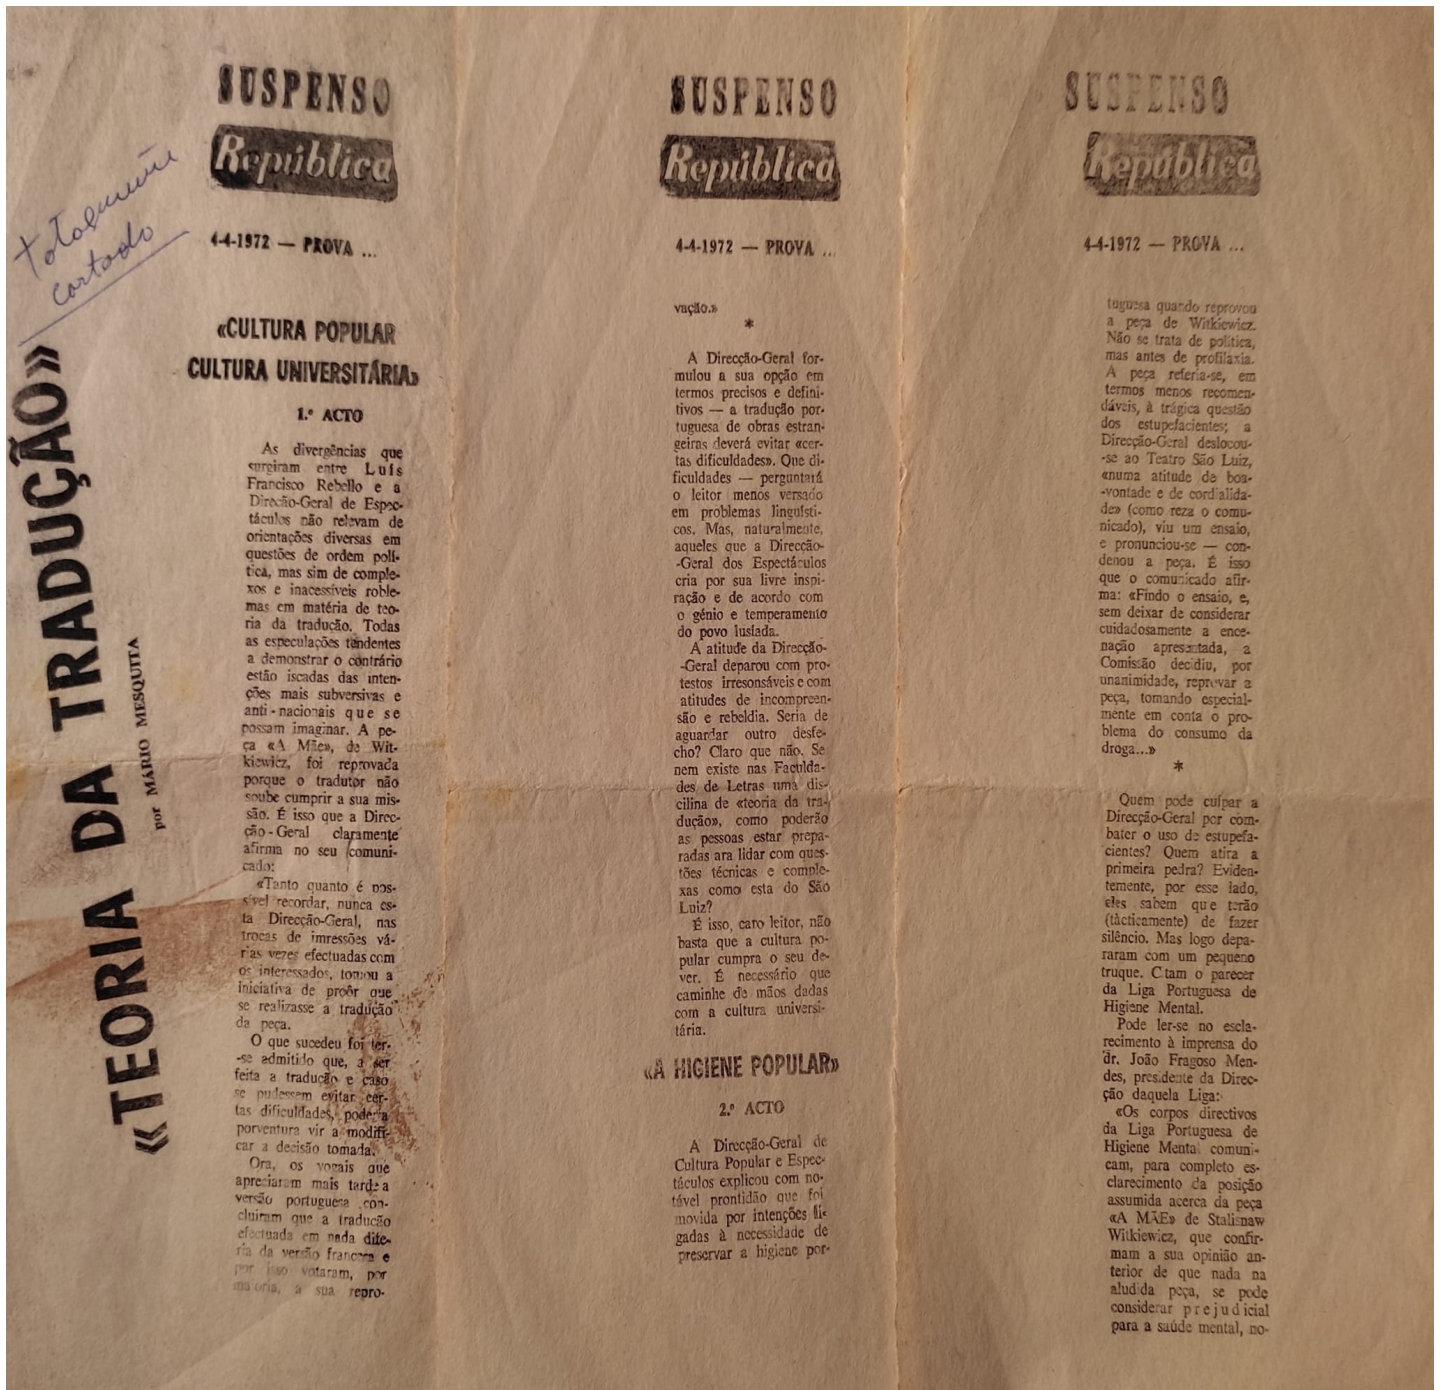 totalmente
cortado
«TEORIA DA TRADUÇÃO»
por MÁRIO MESQUITA
SUSPENSO
República
4-4-1972 — PROVA ...
«CULTURA POPULAR
CULTURA UNIVERSITÁRIA»
1.º ACTO
As divergências que
surgiram entre Luís
Francisco Rebello e a
Direcão-Geral de Espec-
táculos não relevam de
orientações diversas em
questões de ordem polí-
tica, mas sim de comple-
xos e inacessíveis roble-
mas em matéria de teo-
ria da tradução. Todas
as especulações tendentes
a demonstrar o contrário
estão iscadas das inten-
ções mais subversivas e
anti-nacionais que se
possam imaginar. A pe-
ça «A Mãe», de Wit-
kiewicz, foi reprovada
porque o tradutor não
soube cumprir a sua mis-
são. É isso que a Direc-
ção-Geral claramente
afirma no seu comuni-
cado:
«Tanto quanto é pos-
sível recordar, nunca es-
ta Direcção-Geral, nas
trocas de imressões vá-
rias vezes efectuadas com
os interessados, tomou a
iniciativa de proôr que
se realizasse a tradução
da peça.
O que sucedeu foi ter-
-se admitido que, a ser
feita a tradução e caso
se pudessem evitar cer-
tas dificuldades, poderia
porventura vir a modifi-
car a decisão tomada.
Ora, os vogais que
apreciaram mais tarde a
versão portuguesa con-
cluiram que a tradução
efectuada em nada dife-
ria da versão francesa e
por isso votaram, por
maioria, a sua repro-
SUSPENSO
República
4-4-1972 — PROVA ...
vação.»
*
A Direcção-Geral for-
mulou a sua opção em
termos precisos e defini-
tivos — a tradução por-
tuguesa de obras estran-
geiras deverá evitar «cer-
tas dificuldades». Que di-
ficuldades — perguntará
o leitor menos versado
em problemas linguísti-
cos. Mas, naturalmente,
aqueles que a Direcção-
-Geral dos Espectáculos
cria por sua livre inspi-
ração e de acordo com
o génio e temperamento
do povo lusíada.
A atitude da Direcção-
-Geral deparou com pro-
testos irresonsáveis e com
atitudes de incompreen-
são e rebeldia. Seria de
aguardar outro desfe-
cho? Claro que não. Se
nem existe nas Faculda-
des de Letras uma dis-
cilina de «teoria da tra-
dução», como poderão
as pessoas estar prepa-
radas ara lidar com ques-
tões técnicas e comple-
xas como esta do São
Luiz?
É isso, caro leitor, não
basta que a cultura po-
pular cumpra o seu de-
ver. É necessário que
caminhe de mãos dadas
com a cultura universi-
tária.
«A HIGIENE POPULAR»
2.º ACTO
A Direcção-Geral de
Cultura Popular e Espec-
táculos explicou com no-
tável prontidão que foi
movida por intenções li-
gadas à necessidade de
preservar a higiene por-
SUSPENSO
República
4-4-1972 — PROVA ...
tuguesa quando reprovou
a peça de Witkiewicz.
Não se trata de política,
mas antes de profilaxia.
A peça referia-se, em
termos menos recomen-
dáveis, à trágica questão
dos estupefacientes; a
Direcção-Geral deslocou-
-se ao Teatro São Luiz,
«numa atitude de boa-
-vontade e de cordialida-
de» (como reza o comu-
nicado), viu um ensaio,
e pronunciou-se — con-
denou a peça. É isso
que o comunicado afir-
ma: «Findo o ensaio, e,
sem deixar de considerar
cuidadosamente a ence-
nação apresentada, a
Comissão decidiu, por
unanimidade, reprovar a
peça, tomando especial-
mente em conta o pro-
blema do consumo da
droga...»
*
Quem pode culpar a
Direcção-Geral por com-
bater o uso de estupefa-
cientes? Quem atira a
primeira pedra? Eviden-
temente, por esse lado,
eles sabem que terão
(tàcticamente) de fazer
silêncio. Mas logo depa-
raram com um pequeno
truque. Citam o parecer
da Liga Portuguesa de
Higiene Mental.
Pode ler-se no escla-
recimento à imprensa do
dr. João Fragoso Men-
des, presidente da Direc-
ção daquela Liga:
«Os corpos directivos
da Liga Portuguesa de
Higiene Mental comuni-
cam, para completo es-
clarecimento da posição
assumida acerca da peça
«A MÃE» de Stalisnaw
Witkiewicz, que confir-
mam a sua opinião an-
terior de que nada na
aludida peça, se pode
considerar prejudicial
para a saúde mental, no-